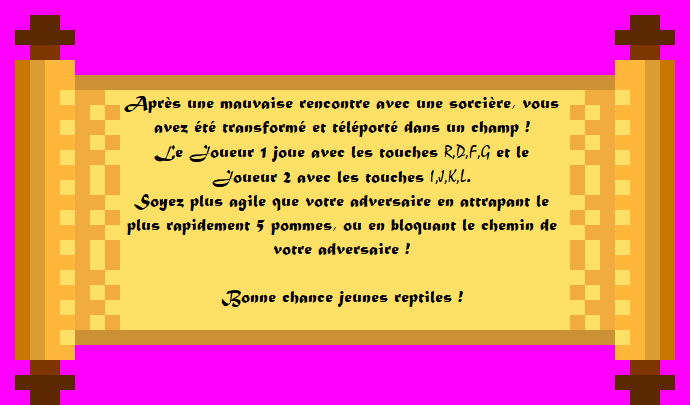 Après une mauvaise rencontre avec une sorcière, vous
avez été transformé et téléporté dans un champ !
Le Joueur 1 joue avec les touches R,D,F,G et le
Joueur 2 avec les touches I,J,K,L.
Soyez plus agile que votre adversaire en attrapant le
plus rapidement 5 pommes, ou en bloquant le chemin de
votre adversaire !
Bonne chance jeunes reptiles !